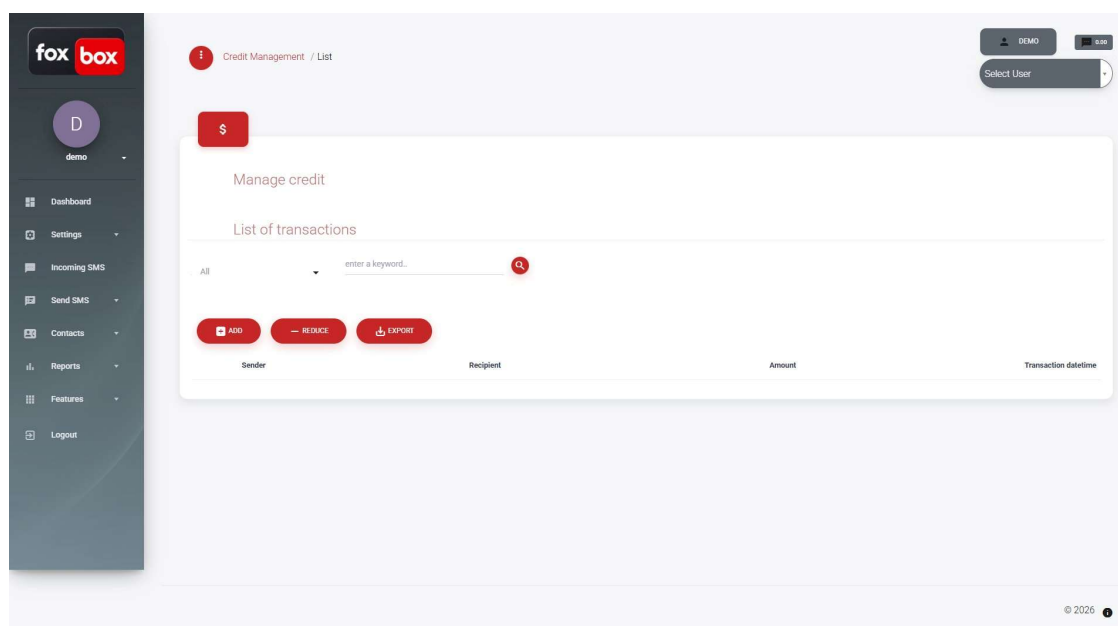 fox box
D
demo
Dashboard
Settings
Incoming SMS
Send SMS
Contacts
Reports
Features
Logout
Credit Management / List
DEMO
0.00
Select User
$
Manage credit
List of transactions
All
enter a keyword..
ADD
REDUCE
EXPORT
Sender Recipient Amount Transaction datetime
© 2026